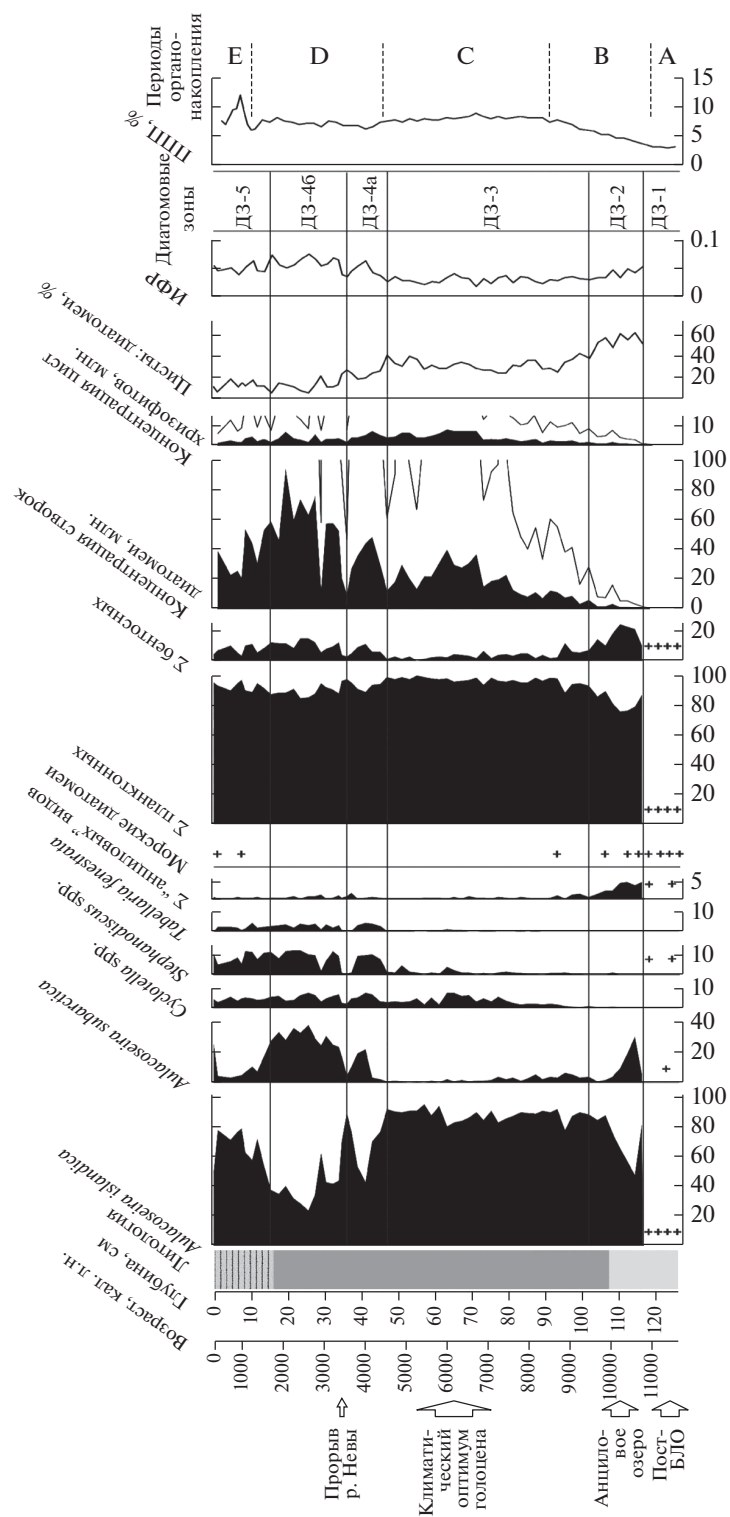 Периоды
органо-
накопления
E
D
C
B
A
ППП, %
15
10
5
0
Диатомовые
зоны
ДЗ-5
ДЗ-4б
ДЗ-4а
ДЗ-3
ДЗ-2
ДЗ-1
ИФР
0.1
0
Цисты: диатомеи, %
60
40
20
Концентрация цист
хризофитов, млн.
10
Концентрация створок
диатомей, млн.
100
80
60
40
20
0
Σ бентосных
20
Σ планктонных
100
80
60
40
20
Морские диатомеи
Σ “анциловых” видов
5
Tabellaria fenestrata
10
Stephanodiscus spp.
10
Cyclotella spp.
10
Aulacoseira subarctica
40
20
Aulacoseira islandica
100
80
60
40
20
Литология
Глубина, см
0
10
20
30
40
50
60
70
80
90
100
110
120
Возраст, кал. л.н.
0
1000
2000
3000
4000
5000
6000
7000
8000
9000
10000
11000
Прорыв
р. Невы
Климати-
ческий
оптимум
голоцена
Анцило-
вое
озеро
Пост-
БЛО